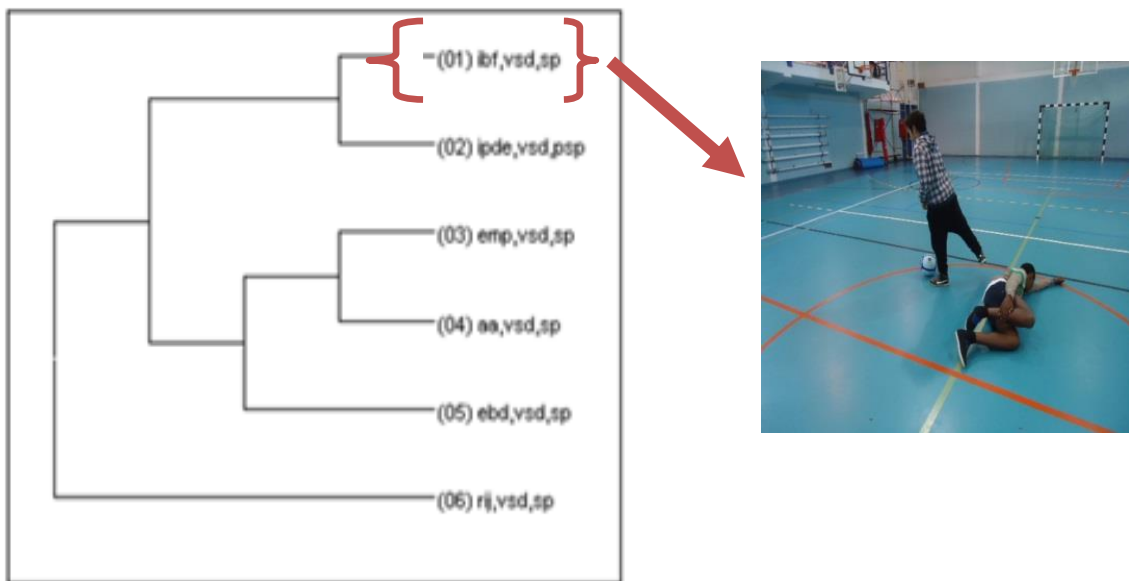 (01) ibf,vsd,sp
(02) ipde,vsd,psp
(03) emp,vsd,sp
(04) aa,vsd,sp
(05) ebd,vsd,sp
(06) rij,vsd,sp